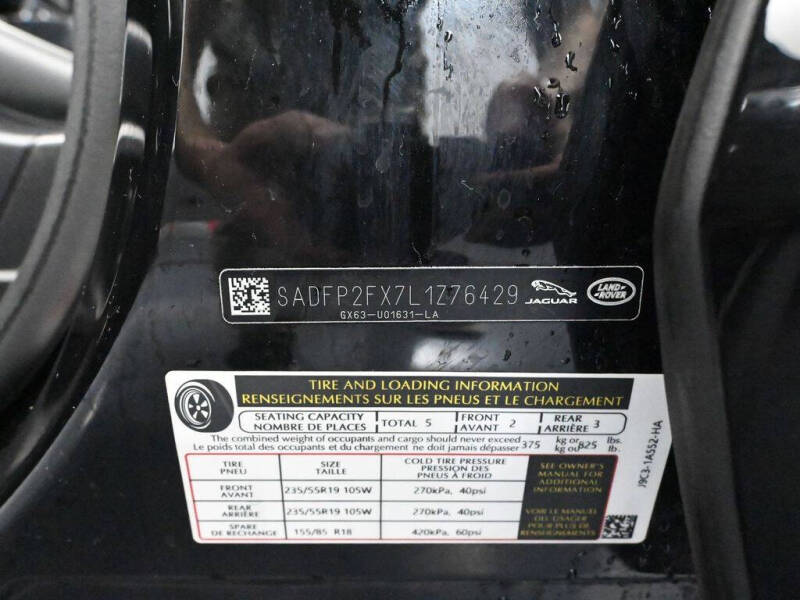 SADFP2FX7L1Z76429 JAGUAR LAND ROVER
GX63-U01631-LA
TIRE AND LOADING INFORMATION
RENSEIGNEMENTS SUR LES PNEUS ET LE CHARGEMENT
SEATING CAPACITY TOTAL 5 FRONT 2 REAR 3
NOMBRE DE PLACES AVANT ARRIÈRE
The combined weight of occupants and cargo should never exceed 375 kg or 825 lbs.
Le poids total des occupants et du chargement ne doit jamais dépasser kg ou lb.
TIRE SIZE COLD TIRE PRESSURE
PNEU TAILLE PRESSION DES PNEUS À FROID
FRONT AVANT 235/55R19 105W 270kPa, 40psi
REAR ARRIÈRE 235/55R19 105W 270kPa, 40psi
SPARE DE RECHANGE 155/85 R18 420kPa, 60psi
SEE OWNER'S
MANUAL FOR
ADDITIONAL
INFORMATION
VOIR LE MANUEL
DE L'USAGER
POUR PLUS DE
RENSEIGNEMENTS
J9C3-1A552-HA